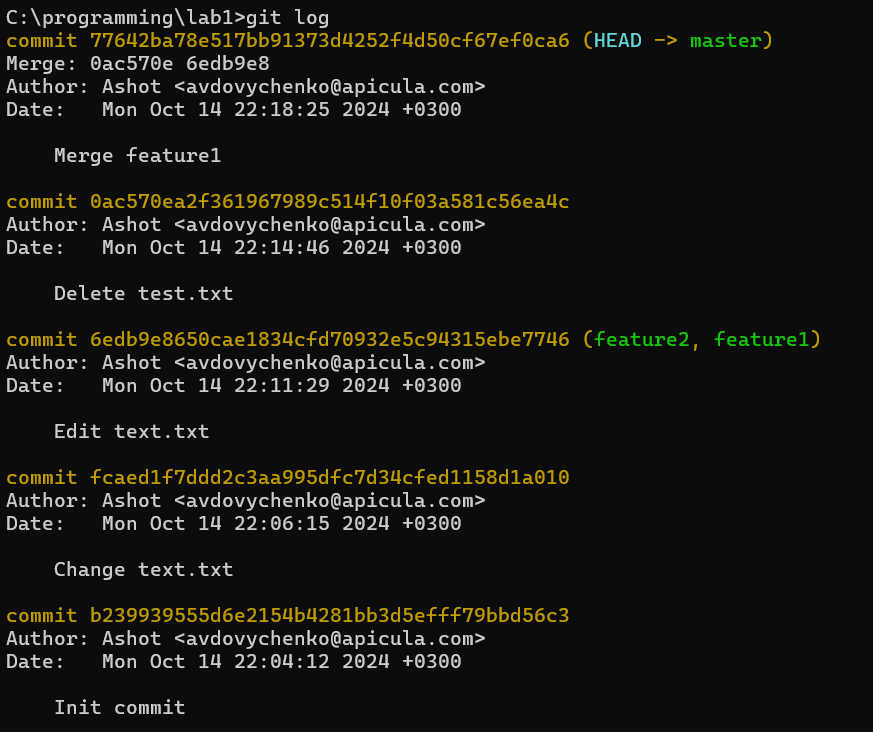 C:\programming\lab1>git log
commit 77642ba78e517bb91373d4252f4d50cf67ef0ca6 (HEAD -> master)
Merge: 0ac570e 6edb9e8
Author: Ashot <avdovychenko@apicula.com>
Date:   Mon Oct 14 22:18:25 2024 +0300
    Merge feature1
commit 0ac570ea2f361967989c514f10f03a581c56ea4c
Author: Ashot <avdovychenko@apicula.com>
Date:   Mon Oct 14 22:14:46 2024 +0300
    Delete test.txt
commit 6edb9e8650cae1834cfd70932e5c94315ebe7746 (feature2, feature1)
Author: Ashot <avdovychenko@apicula.com>
Date:   Mon Oct 14 22:11:29 2024 +0300
    Edit text.txt
commit fcaed1f7ddd2c3aa995dfc7d34cfed1158d1a010
Author: Ashot <avdovychenko@apicula.com>
Date:   Mon Oct 14 22:06:15 2024 +0300
    Change text.txt
commit b239939555d6e2154b4281bb3d5efff79bbd56c3
Author: Ashot <avdovychenko@apicula.com>
Date:   Mon Oct 14 22:04:12 2024 +0300
    Init commit